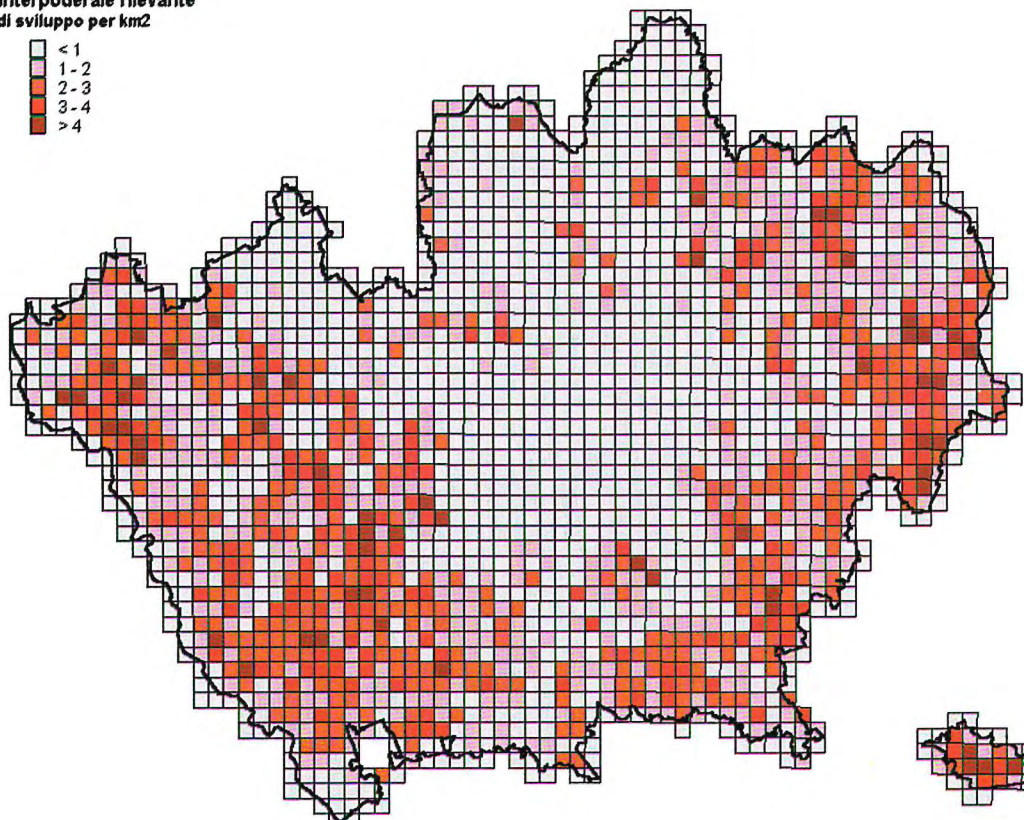 interpoderale rilevante
di sviluppo per km2
< 1
1 - 2
2 - 3
3 - 4
> 4